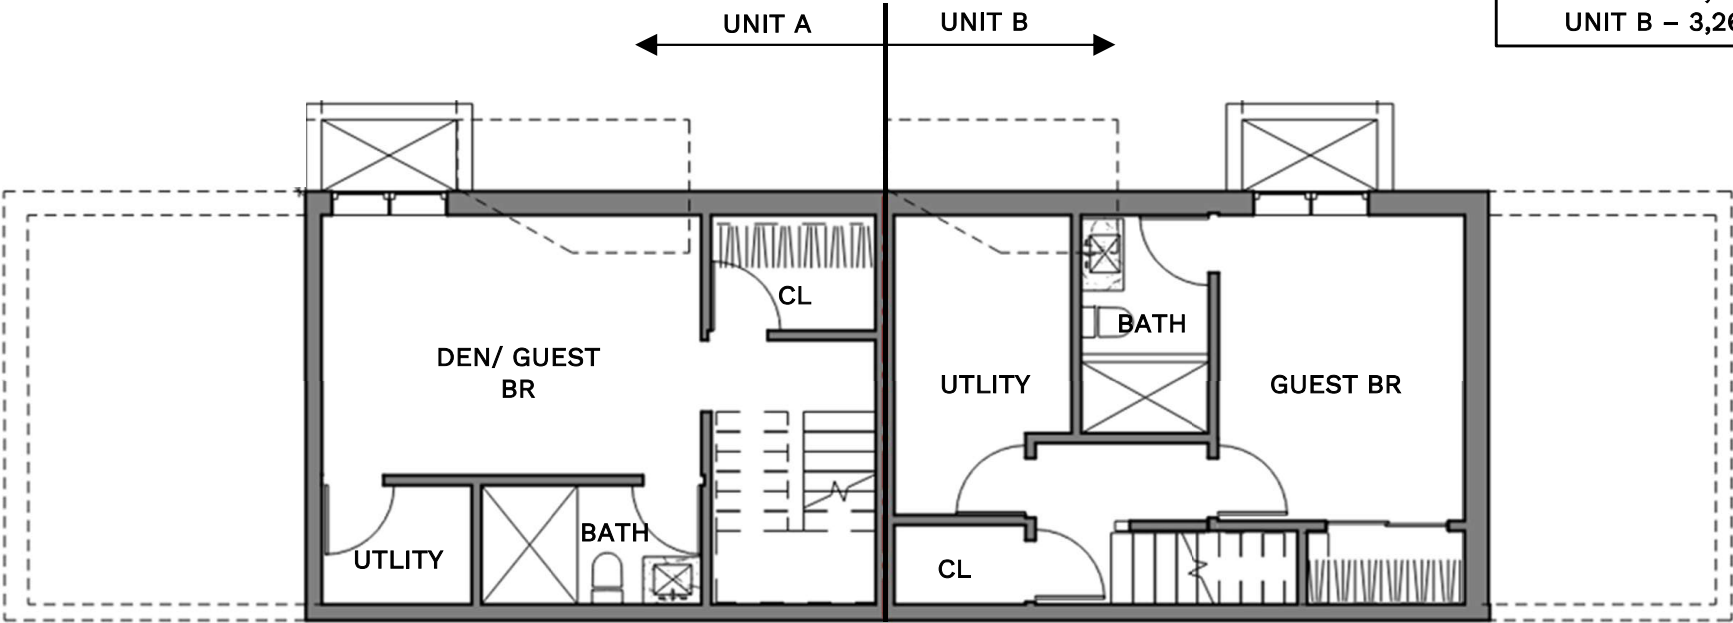 UNIT A
UNIT B
UNIT B – 3,26
CL
DEN/ GUEST
BR
BATH
UTLITY
GUEST BR
BATH
UTLITY
CL